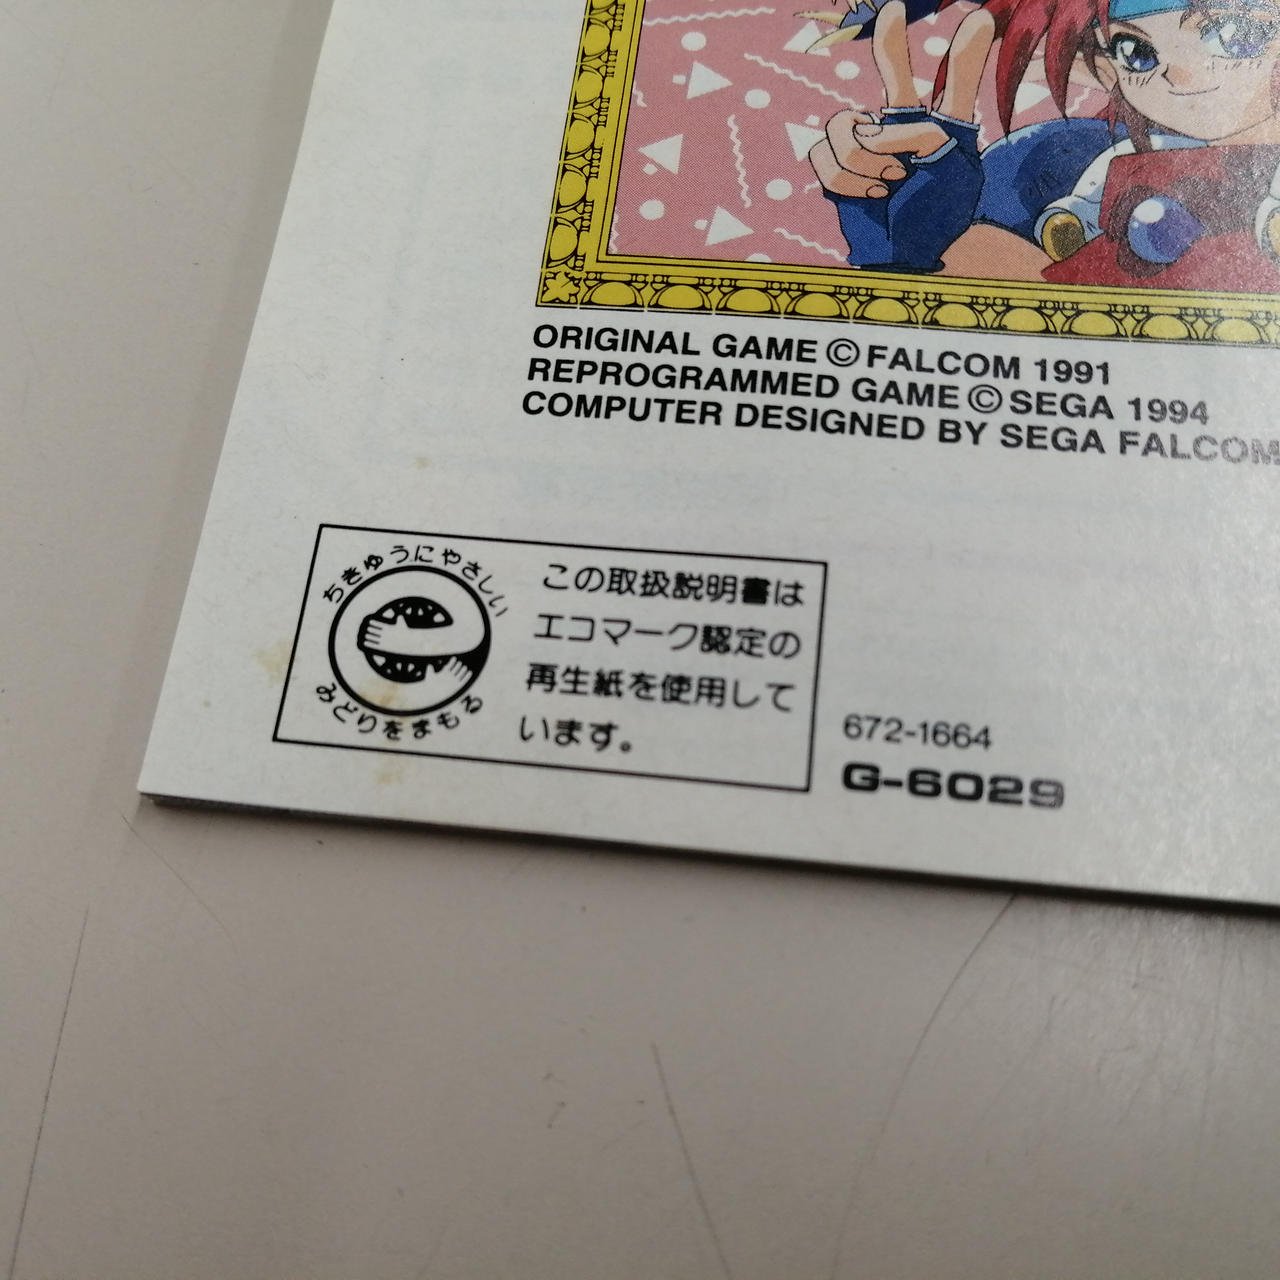 ORIGINAL GAME ©FALCOM 1991
REPROGRAMMED GAME ©SEGA 1994
COMPUTER DESIGNED BY SEGA FALCOM
ちきゅうにやさしい
みどりをまもる
この取扱説明書は
エコマーク認定の
再生紙を使用して
います。
672-1664
G-6029